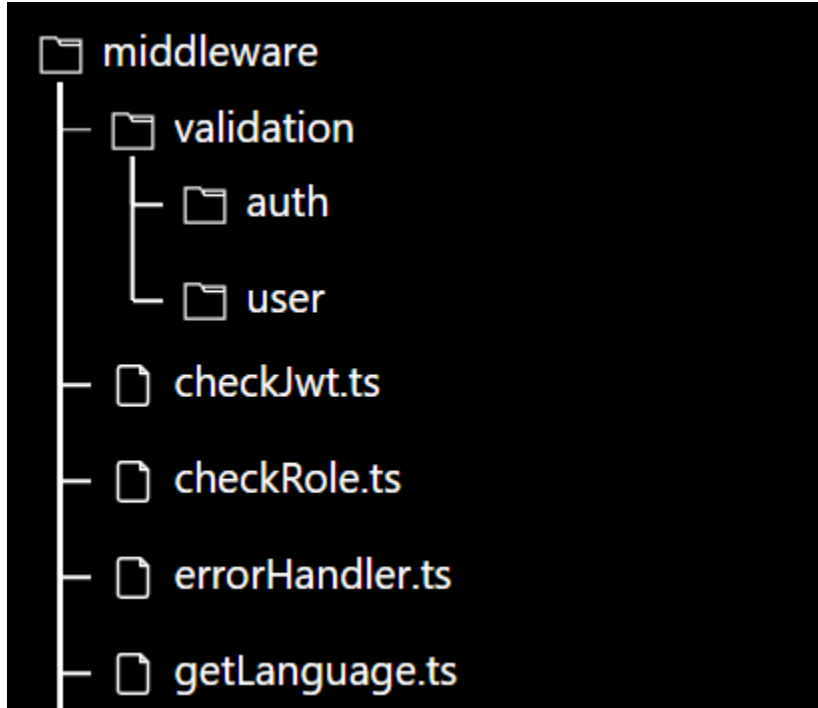 middleware
validation
auth
user
checkJwt.ts
checkRole.ts
errorHandler.ts
getLanguage.ts